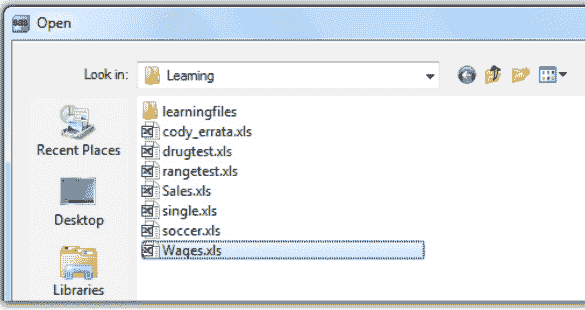 sas Open
Look in: Learning
learningfiles
cody_errata.xls
drugtest.xls
rangetest.xls
Sales.xls
single.xls
soccer.xls
Wages.xls
Recent Places
Desktop
Libraries